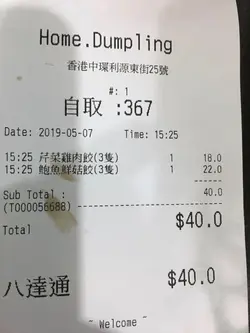 Home.Dumpling
香港中環利源東街25號
#: 1
自取 :367
Date: 2019-05-07 Time: 15:25
15:25 芹菜雞肉餃(3隻) 1 18.0
15:25 鮑魚鮮菇餃(3隻) 1 22.0
Sub Total : 40.0
(T000056688)
Total $40.0
八達通 $40.0
~ Welcome ~